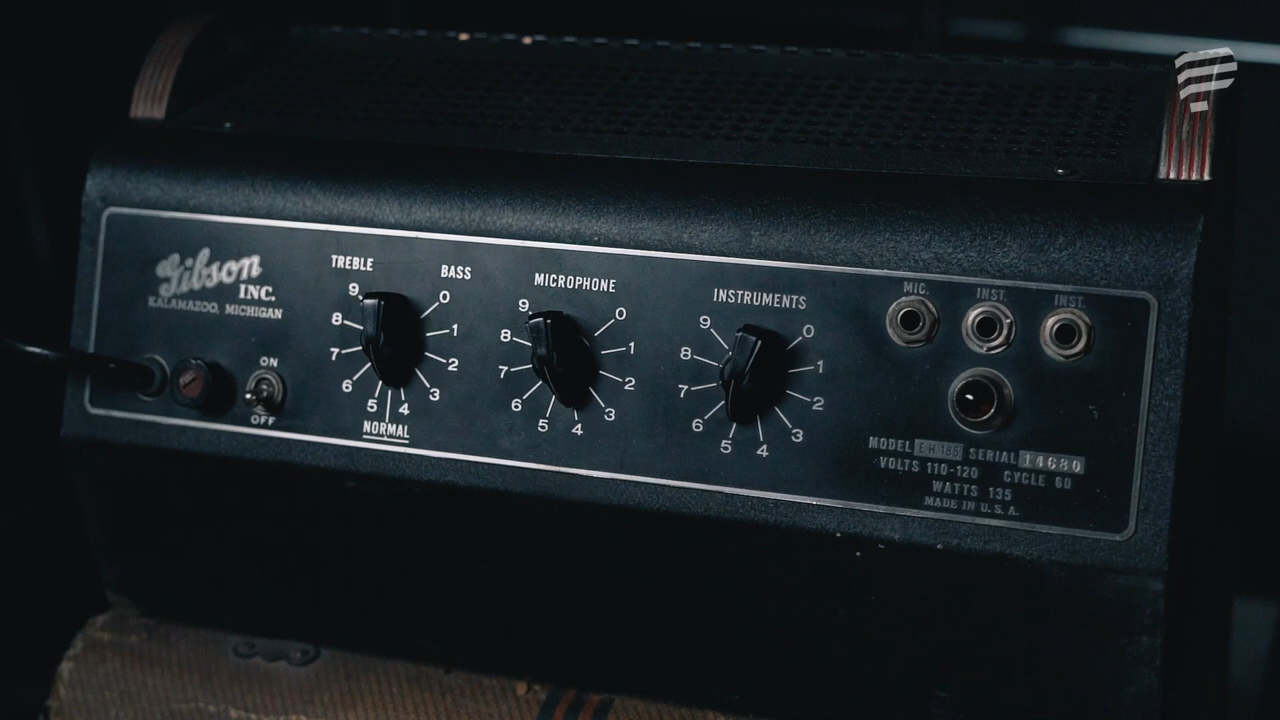 Gibson
INC.
KALAMAZOO, MICHIGAN
ON
OFF
TREBLE BASS
9 0
8 1
7 2
6 3
5 4
NORMAL
MICROPHONE
9 0
8 1
7 2
6 3
5 4
INSTRUMENTS
9 0
8 1
7 2
6 3
5 4
MIC. INST. INST.
MODEL EH-185 SERIAL 14680
VOLTS 110-120 CYCLE 60
WATTS 135
MADE IN U.S.A.